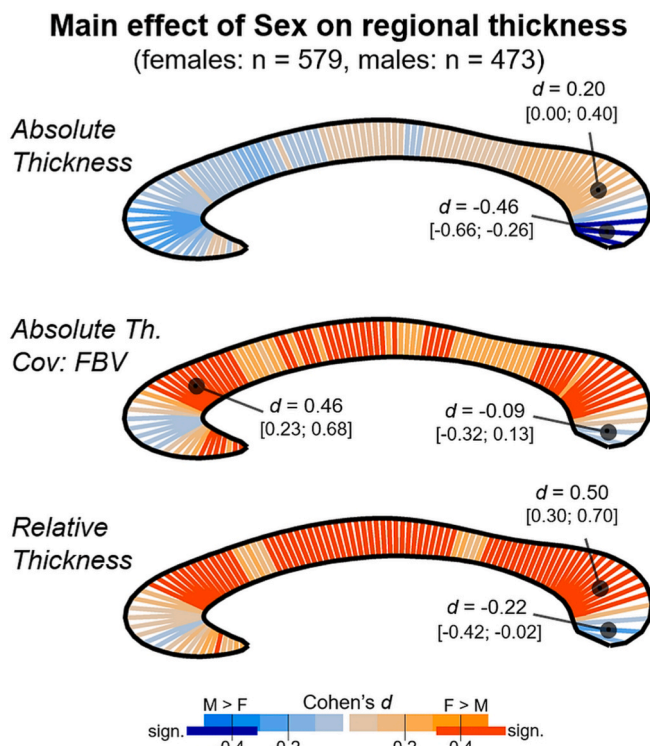 Main effect of Sex on regional thickness
(females: n = 579, males: n = 473)
Absolute
Thickness
d = 0.20
[0.00; 0.40]
d = -0.46
[-0.66; -0.26]
Absolute Th.
Cov: FBV
d = 0.46
[0.23; 0.68]
d = -0.09
[-0.32; 0.13]
Relative
Thickness
d = 0.50
[0.30; 0.70]
d = -0.22
[-0.42; -0.02]
M > F Cohen's d F > M
sign. sign.